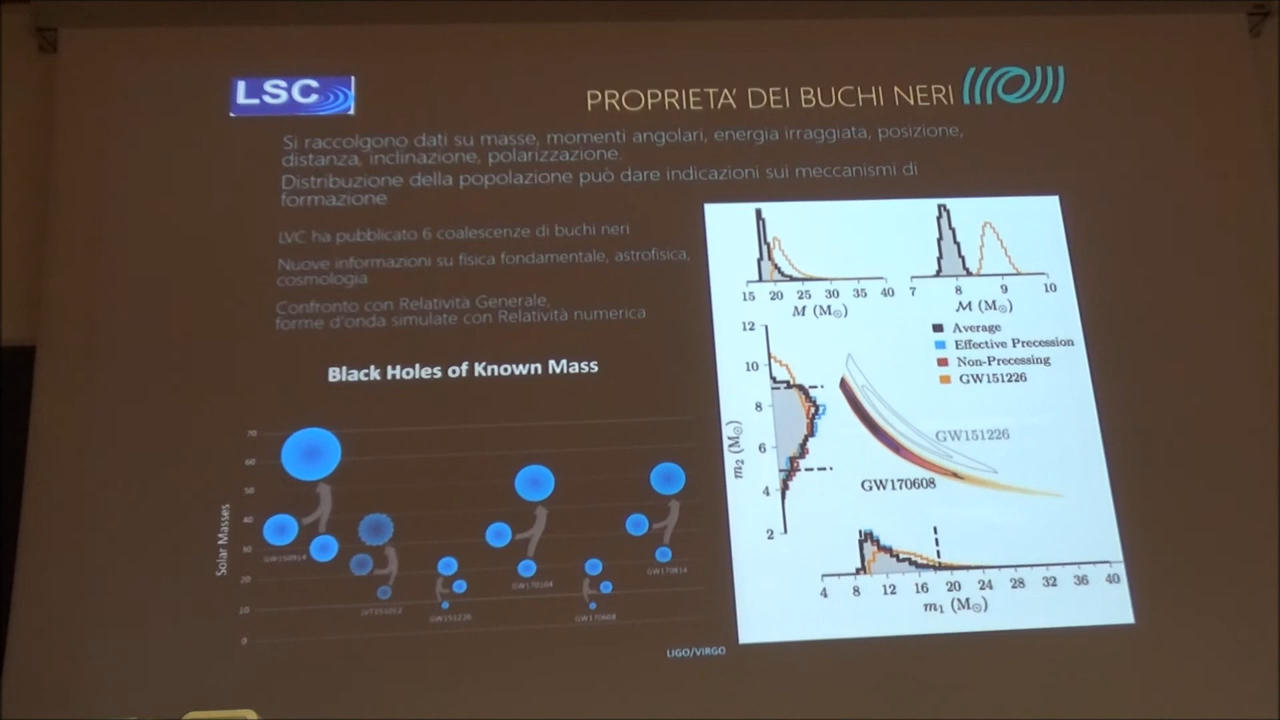 LSC
PROPRIETA' DEI BUCHI NERI
Si raccolgono dati su masse, momenti angolari, energia irraggiata, posizione,
distanza, inclinazione, polarizzazione.
Distribuzione della popolazione può dare indicazioni sui meccanismi di
formazione
LVC ha pubblicato 6 coalescenze di buchi neri
Nuove informazioni su fisica fondamentale, astrofisica,
cosmologia
Confronto con Relatività Generale,
forme d'onda simulate con Relatività numerica
Black Holes of Known Mass
Solar Masses
70
60
50
40
30
20
10
0
GW150914
LVT151012
GW151226
GW170104
GW170608
GW170814
LIGO/VIRGO
15 20 25 30 35 40
M (M☉)
7 8 9 10
ℳ (M☉)
Average
Effective Precession
Non-Precessing
GW151226
12
10
8
6
4
2
m₂ (M☉)
GW151226
GW170608
4 8 12 16 20 24 28 32 36 40
m₁ (M☉)